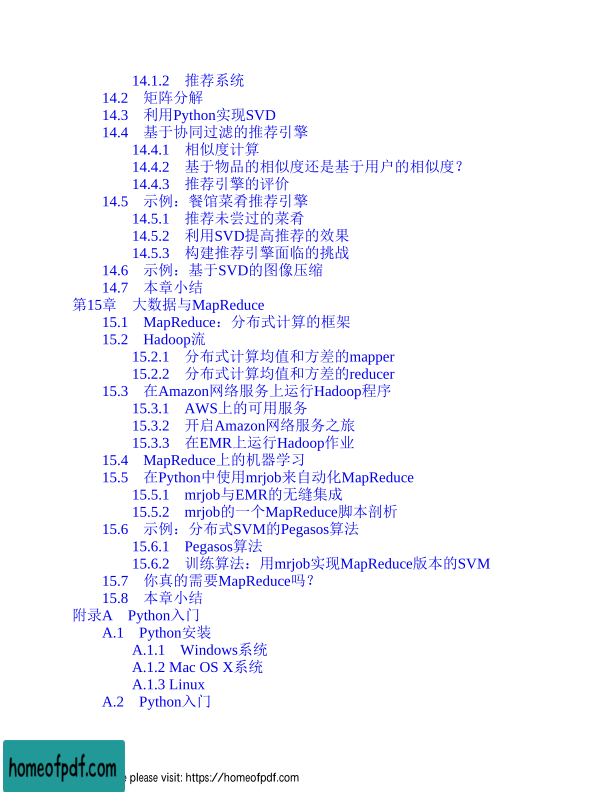 14.1.2 推荐系统
14.2 矩阵分解
14.3 利用Python实现SVD
14.4 基于协同过滤的推荐引擎
14.4.1 相似度计算
14.4.2 基于物品的相似度还是基于用户的相似度？
14.4.3 推荐引擎的评价
14.5 示例：餐馆菜肴推荐引擎
14.5.1 推荐未尝过的菜肴
14.5.2 利用SVD提高推荐的效果
14.5.3 构建推荐引擎面临的挑战
14.6 示例：基于SVD的图像压缩
14.7 本章小结
第15章 大数据与MapReduce
15.1 MapReduce：分布式计算的框架
15.2 Hadoop流
15.2.1 分布式计算均值和方差的mapper
15.2.2 分布式计算均值和方差的reducer
15.3 在Amazon网络服务上运行Hadoop程序
15.3.1 AWS上的可用服务
15.3.2 开启Amazon网络服务之旅
15.3.3 在EMR上运行Hadoop作业
15.4 MapReduce上的机器学习
15.5 在Python中使用mrjob来自动化MapReduce
15.5.1 mrjob与EMR的无缝集成
15.5.2 mrjob的一个MapReduce脚本剖析
15.6 示例：分布式SVM的Pegasos算法
15.6.1 Pegasos算法
15.6.2 训练算法：用mrjob实现MapReduce版本的SVM
15.7 你真的需要MapReduce吗？
15.8 本章小结
附录A Python入门
A.1 Python安装
A.1.1 Windows系统
A.1.2 Mac OS X系统
A.1.3 Linux
A.2 Python入门
homeofpdf.com
please visit: https://homeofpdf.com